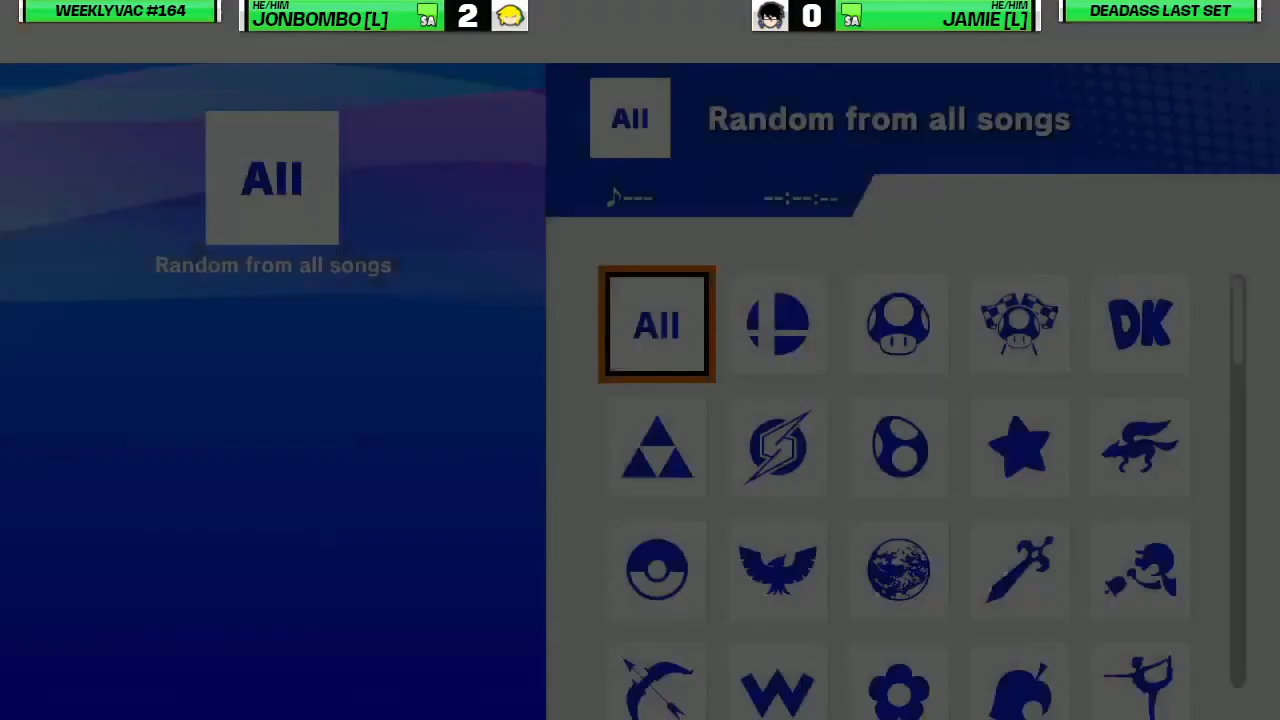 WEEKLYVAC #164
HE/HIM
JONBOMBO [L]
SA
2
0
SA
HE/HIM
JAMIE [L]
DEADASS LAST SET
All
Random from all songs
All
Random from all songs
♪---
--:--:--
All
DK
W